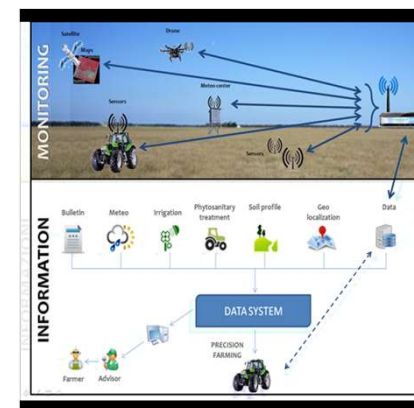 MONITORING
Satellite
Maps
Drone
Meteo center
Sensors
Sensors
INFORMAZIONI
INFORMATION
Bulletin
Meteo
Irrigation
Phytosanitary
treatment
Soil profile
Geo
localization
Data
DATA SYSTEM
PRECISION
FARMING
Farmer
Advisor